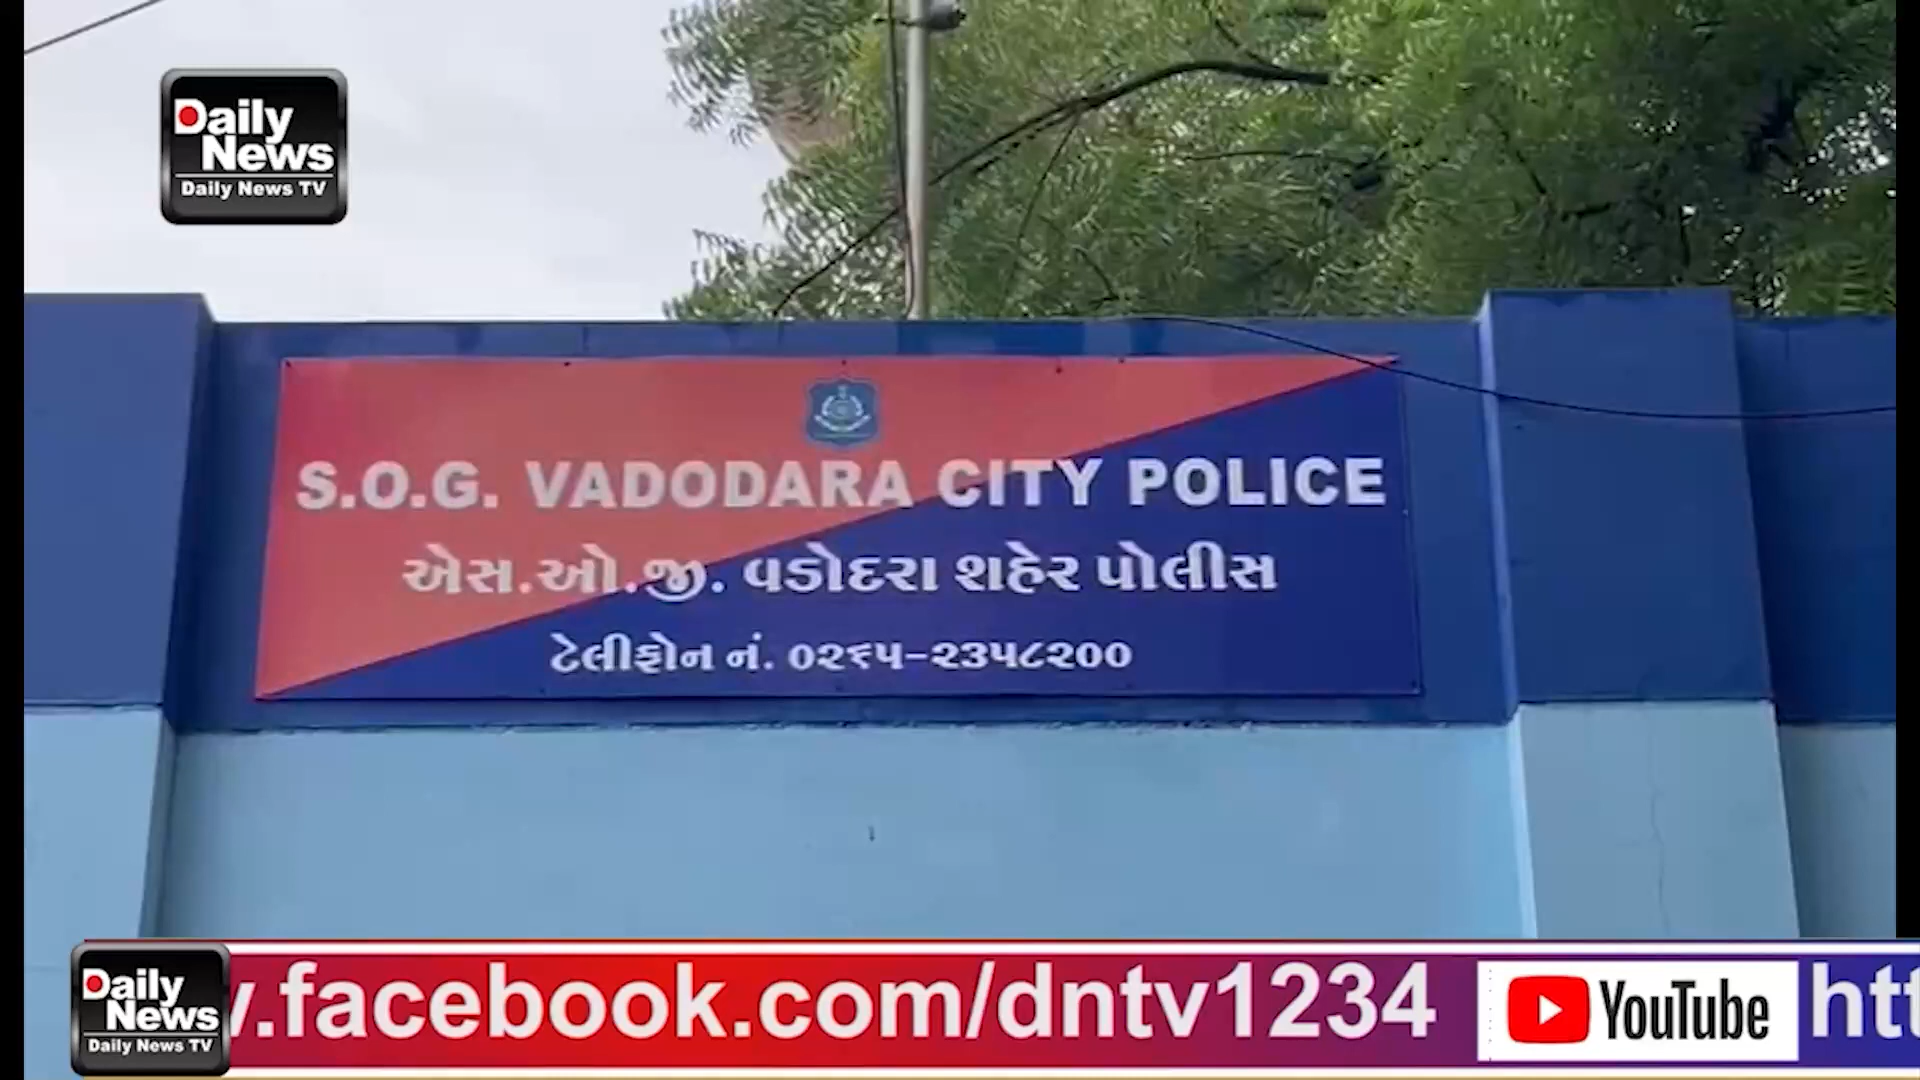 Daily
News
Daily News TV
S.O.G. VADODARA CITY POLICE
એસ.ઓ.જી. વડોદરા શહેર પોલીસ
ટેલીફોન નં. ૦૨૬૫-૨૩૫૮૨૦૦
Daily
News
Daily News TV
.facebook.com/dntv1234 YouTube htt